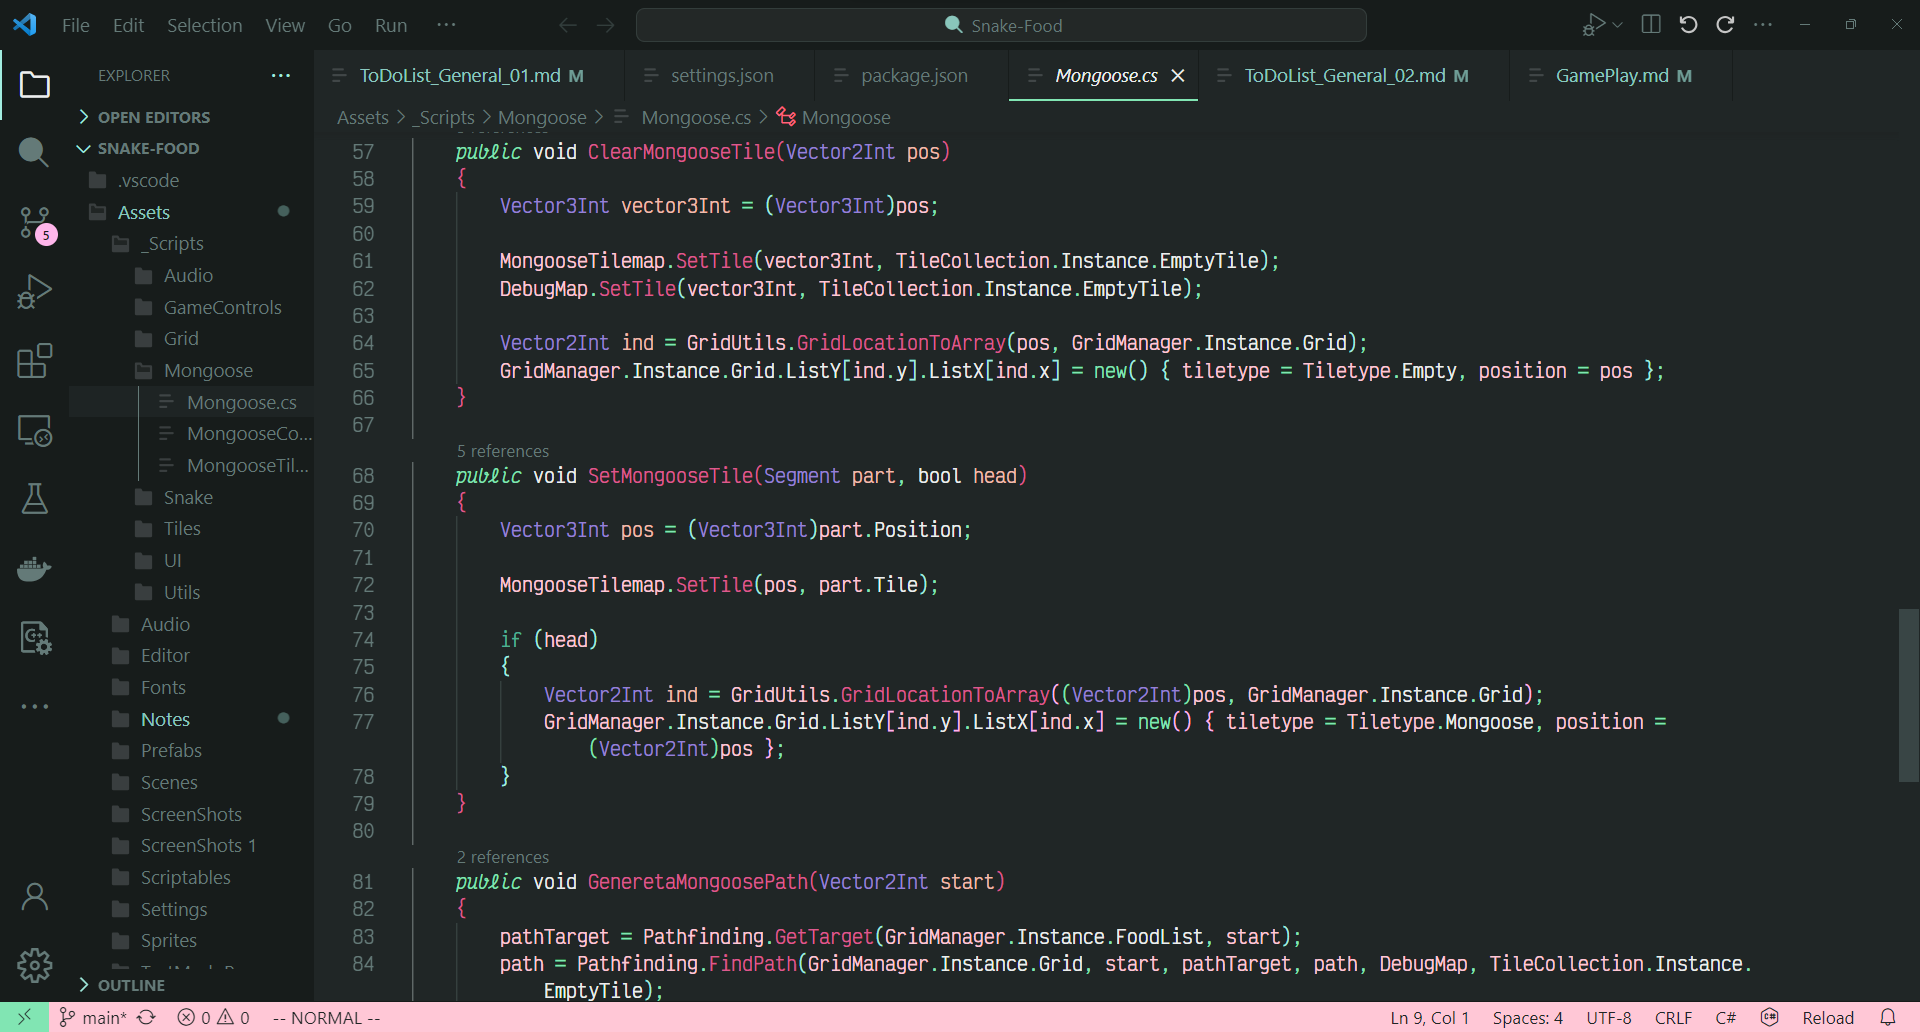 File Edit Selection View Go Run ···
Snake-Food
EXPLORER
OPEN EDITORS
SNAKE-FOOD
.vscode
Assets
_Scripts
Audio
GameControls
Grid
Mongoose
Mongoose.cs
MongooseCo...
MongooseTil...
Snake
Tiles
UI
Utils
Audio
Editor
Fonts
Notes
Prefabs
Scenes
ScreenShots
ScreenShots 1
Scriptables
Settings
Sprites
OUTLINE
5
ToDoList_General_01.md M settings.json package.json Mongoose.cs ToDoList_General_02.md M GamePlay.md M
Assets > _Scripts > Mongoose > Mongoose.cs > Mongoose
57 public void ClearMongooseTile(Vector2Int pos)
58 {
59 Vector3Int vector3Int = (Vector3Int)pos;
60
61 MongooseTilemap.SetTile(vector3Int, TileCollection.Instance.EmptyTile);
62 DebugMap.SetTile(vector3Int, TileCollection.Instance.EmptyTile);
63
64 Vector2Int ind = GridUtils.GridLocationToArray(pos, GridManager.Instance.Grid);
65 GridManager.Instance.Grid.ListY[ind.y].ListX[ind.x] = new() { tiletype = Tiletype.Empty, position = pos };
66 }
67
5 references
68 public void SetMongooseTile(Segment part, bool head)
69 {
70 Vector3Int pos = (Vector3Int)part.Position;
71
72 MongooseTilemap.SetTile(pos, part.Tile);
73
74 if (head)
75 {
76 Vector2Int ind = GridUtils.GridLocationToArray((Vector2Int)pos, GridManager.Instance.Grid);
77 GridManager.Instance.Grid.ListY[ind.y].ListX[ind.x] = new() { tiletype = Tiletype.Mongoose, position =
(Vector2Int)pos };
78 }
79 }
80
2 references
81 public void GeneretaMongoosePath(Vector2Int start)
82 {
83 pathTarget = Pathfinding.GetTarget(GridManager.Instance.FoodList, start);
84 path = Pathfinding.FindPath(GridManager.Instance.Grid, start, pathTarget, path, DebugMap, TileCollection.Instance.
EmptyTile);
main* 0 0 -- NORMAL -- Ln 9, Col 1 Spaces: 4 UTF-8 CRLF C# Reload